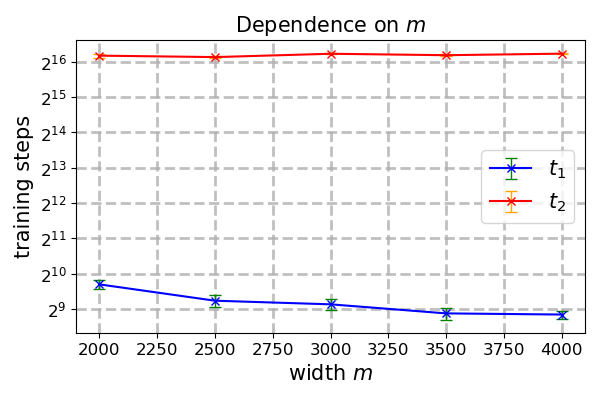 Dependence on m
training steps
2^16
2^15
2^14
2^13
2^12
2^11
2^10
2^9
t_1
t_2
2000 2250 2500 2750 3000 3250 3500 3750 4000
width m